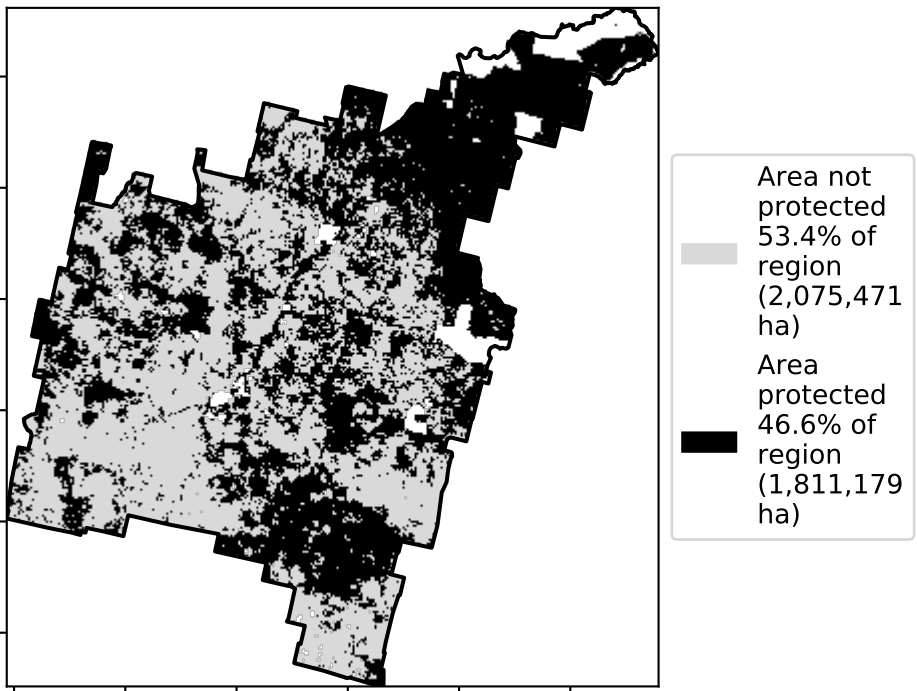 Area not
protected
53.4% of
region
(2,075,471
ha)
Area
protected
46.6% of
region
(1,811,179
ha)